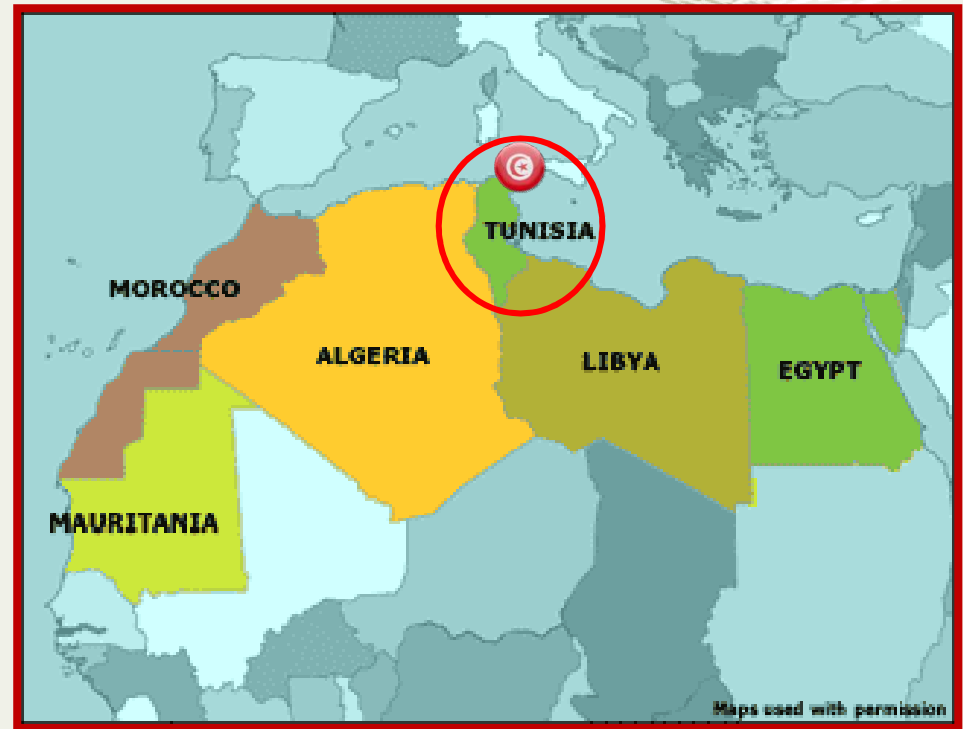 TUNISIA
MOROCCO
ALGERIA
LIBYA
EGYPT
MAURITANIA
Maps used with permission